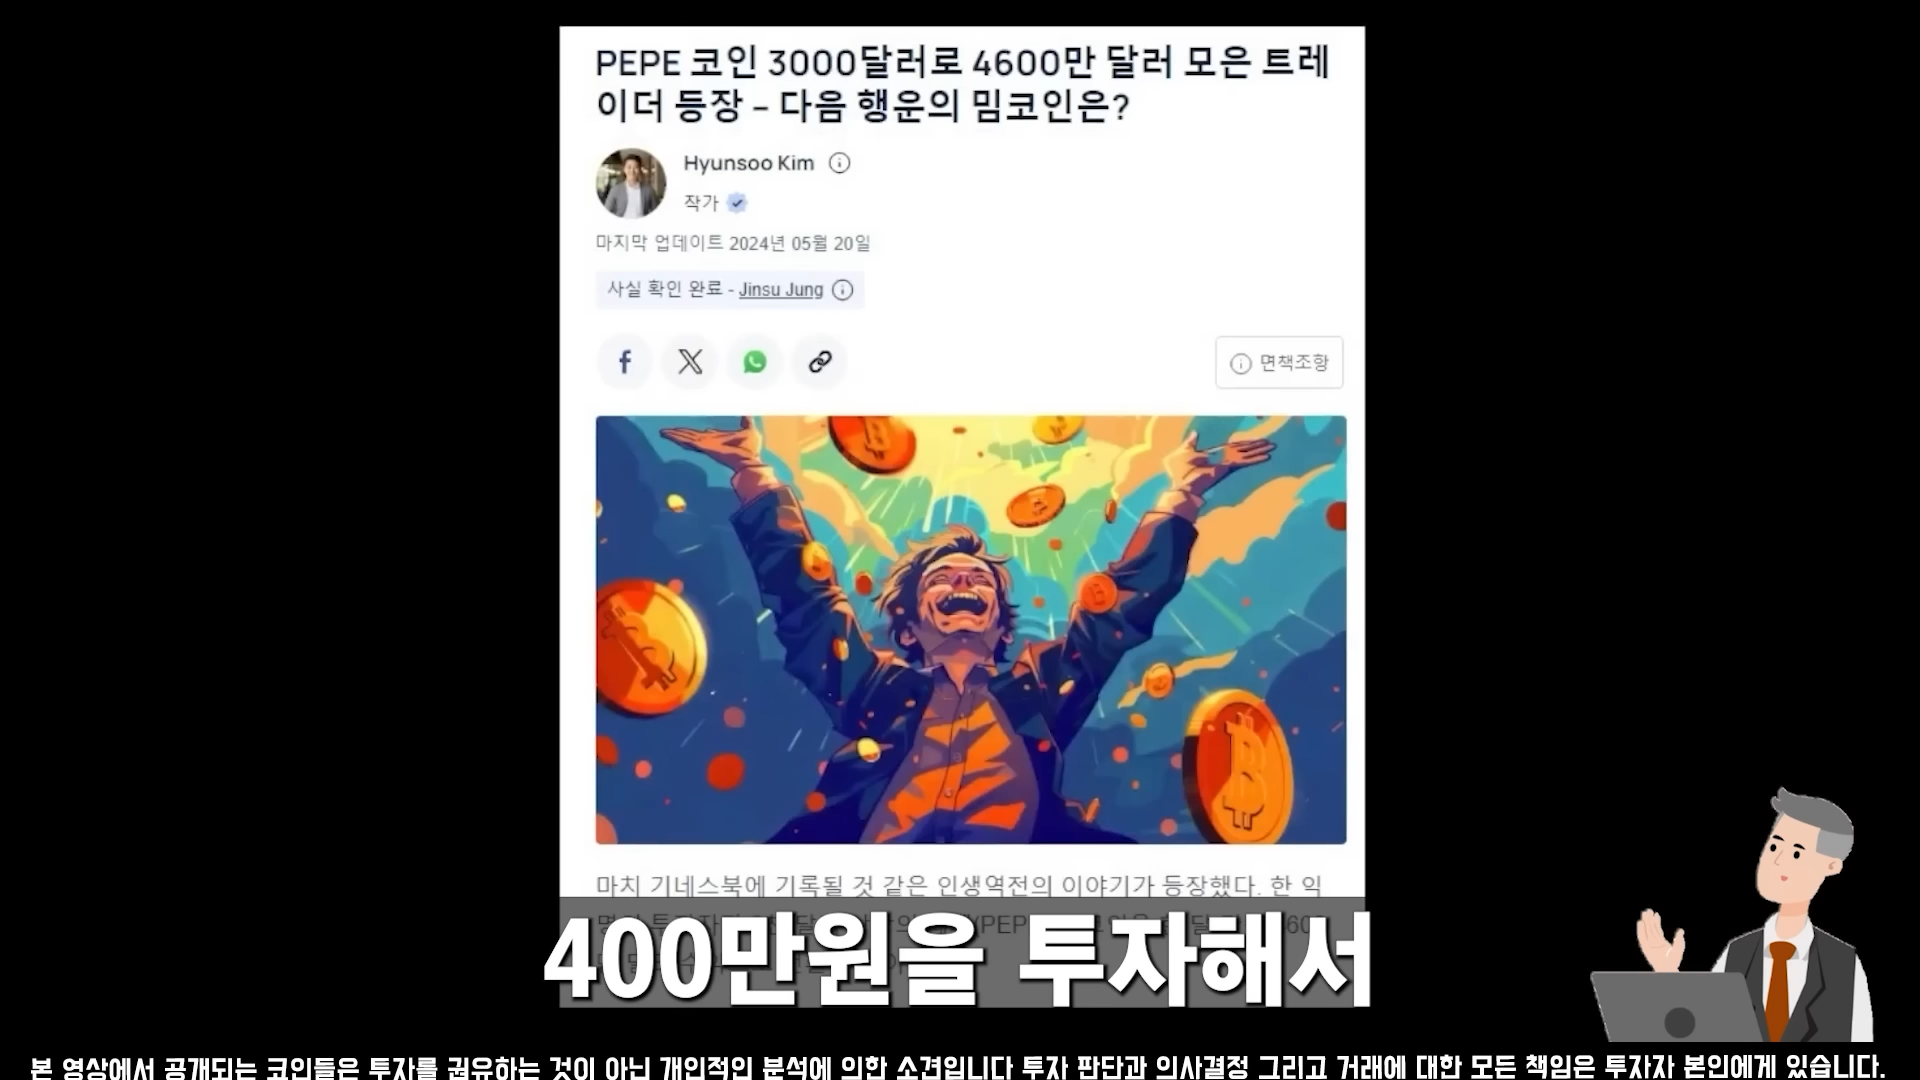 PEPE 코인 3000달러로 4600만 달러 모은 트레
이더 등장 – 다음 행운의 밈코인은?
Hyunsoo Kim
작가
마지막 업데이트 2024년 05월 20일
사실 확인 완료 - Jinsu Jung
면책조항
마치 기네스북에 기록될 것 같은 인생역전의 이야기가 등장했다. 한 익
400만원을 투자해서
본 영상에서 공개되는 코인들은 투자를 권유하는 것이 아닌 개인적인 분석에 의한 소견입니다 투자 판단과 의사결정 그리고 거래에 대한 모든 책임은 투자자 본인에게 있습니다.